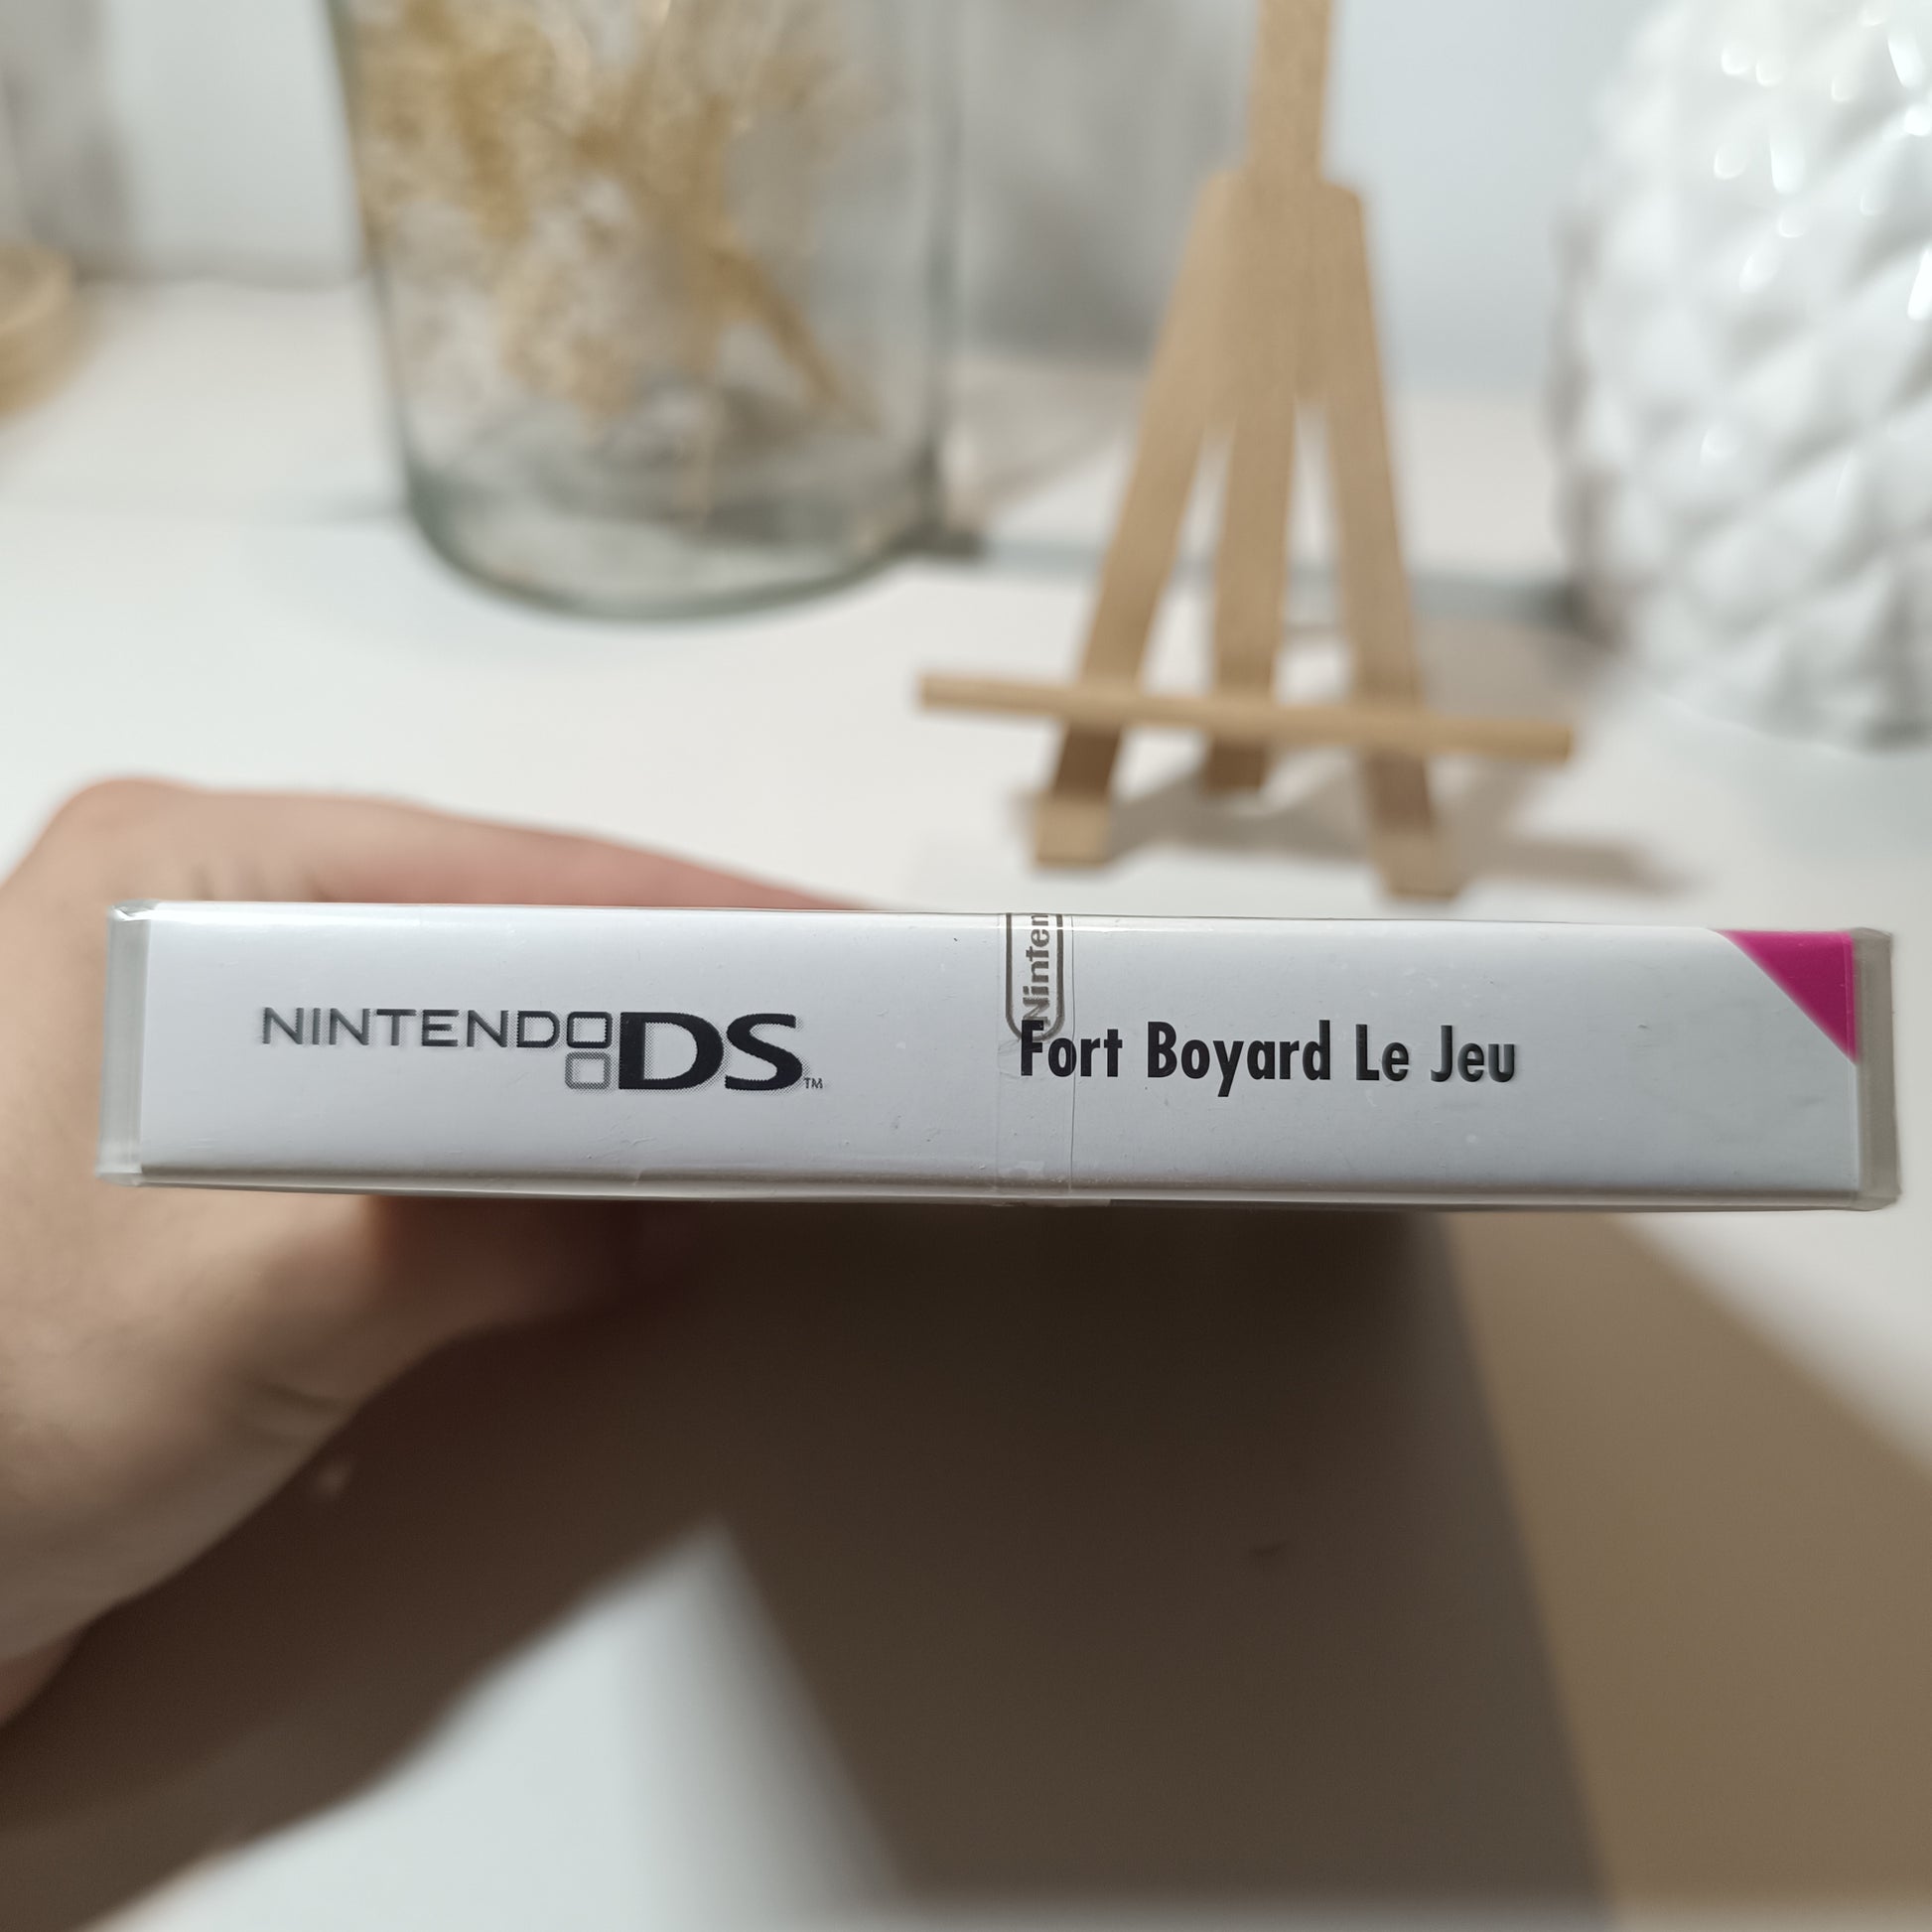 NINTENDO DS™
Ninten
Fort Boyard Le Jeu